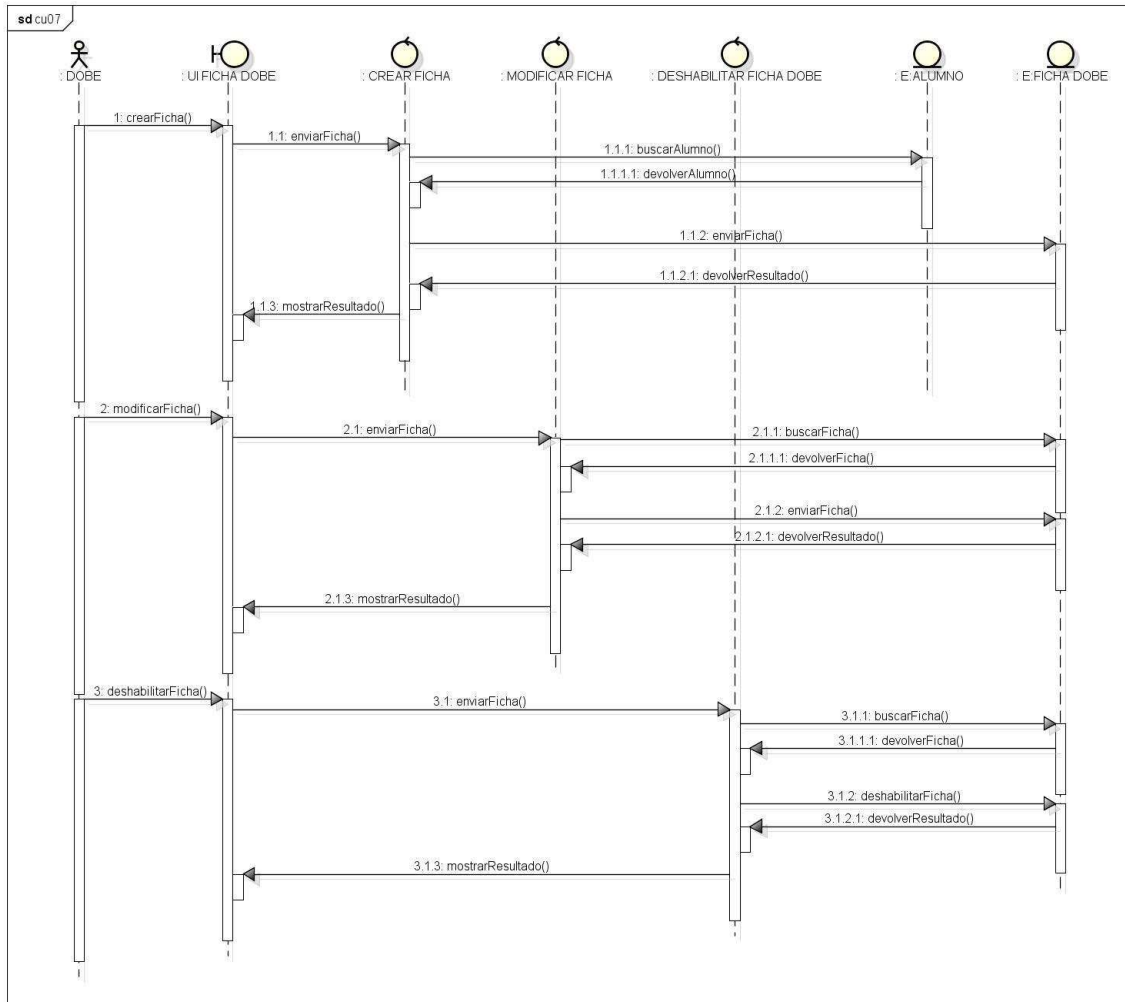 sd cu07
: DOBE
: UI FICHA DOBE
: CREAR FICHA
: MODIFICAR FICHA
: DESHABILITAR FICHA DOBE
: E:ALUMNO
: E:FICHA DOBE
1: crearFicha()
1.1: enviarFicha()
1.1.1: buscarAlumno()
1.1.1.1: devolverAlumno()
1.1.2: enviarFicha()
1.1.2.1: devolverResultado()
1.1.3: mostrarResultado()
2: modificarFicha()
2.1: enviarFicha()
2.1.1: buscarFicha()
2.1.1.1: devolverFicha()
2.1.2: enviarFicha()
2.1.2.1: devolverResultado()
2.1.3: mostrarResultado()
3: deshabilitarFicha()
3.1: enviarFicha()
3.1.1: buscarFicha()
3.1.1.1: devolverFicha()
3.1.2: deshabilitarFicha()
3.1.2.1: devolverResultado()
3.1.3: mostrarResultado()